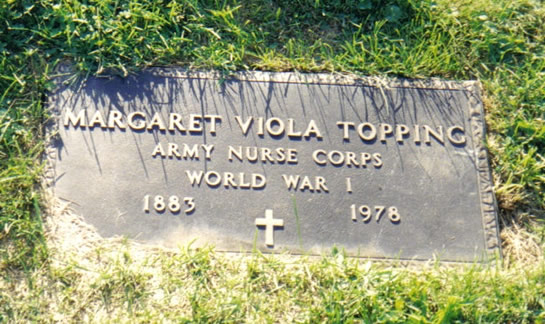 MARGARET VIOLA TOPPING
ARMY NURSE CORPS
WORLD WAR I
1883 1978